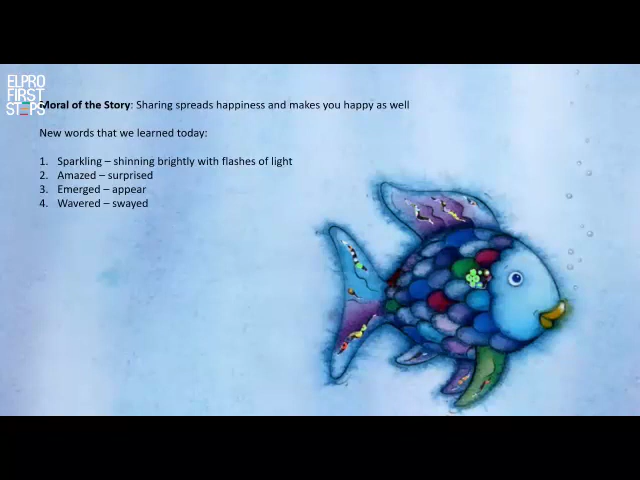 ELPRO
FIRST
STEPS
Moral of the Story: Sharing spreads happiness and makes you happy as well
New words that we learned today:
1. Sparkling – shinning brightly with flashes of light
2. Amazed – surprised
3. Emerged – appear
4. Wavered – swayed